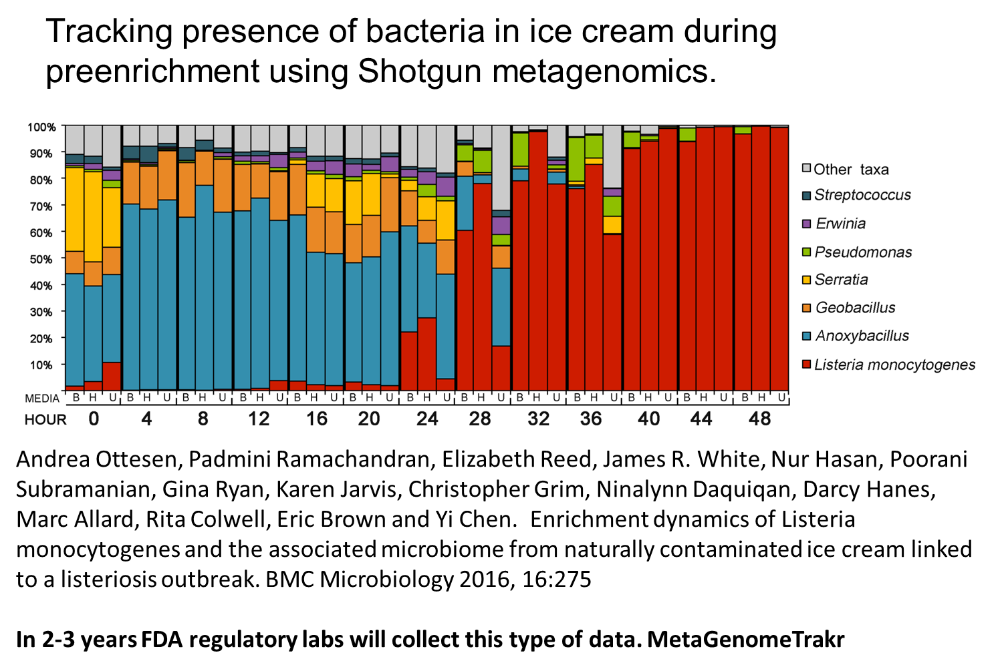 Tracking presence of bacteria in ice cream during
preenrichment using Shotgun metagenomics.
100%
90%
80%
70%
60%
50%
40%
30%
20%
10%
Other taxa
Streptococcus
Erwinia
Pseudomonas
Serratia
Geobacillus
Anoxybacillus
Listeria monocytogenes
MEDIA B H U B H U B H U B H U B H U B H U B H U B H U B H U B H U B H U B H U B H U
HOUR 0 4 8 12 16 20 24 28 32 36 40 44 48
Andrea Ottesen, Padmini Ramachandran, Elizabeth Reed, James R. White, Nur Hasan, Poorani
Subramanian, Gina Ryan, Karen Jarvis, Christopher Grim, Ninalynn Daquiqan, Darcy Hanes,
Marc Allard, Rita Colwell, Eric Brown and Yi Chen. Enrichment dynamics of Listeria
monocytogenes and the associated microbiome from naturally contaminated ice cream linked
to a listeriosis outbreak. BMC Microbiology 2016, 16:275
In 2-3 years FDA regulatory labs will collect this type of data. MetaGenomeTrakr